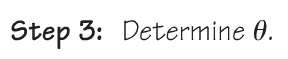 Step 3: Determine θ.